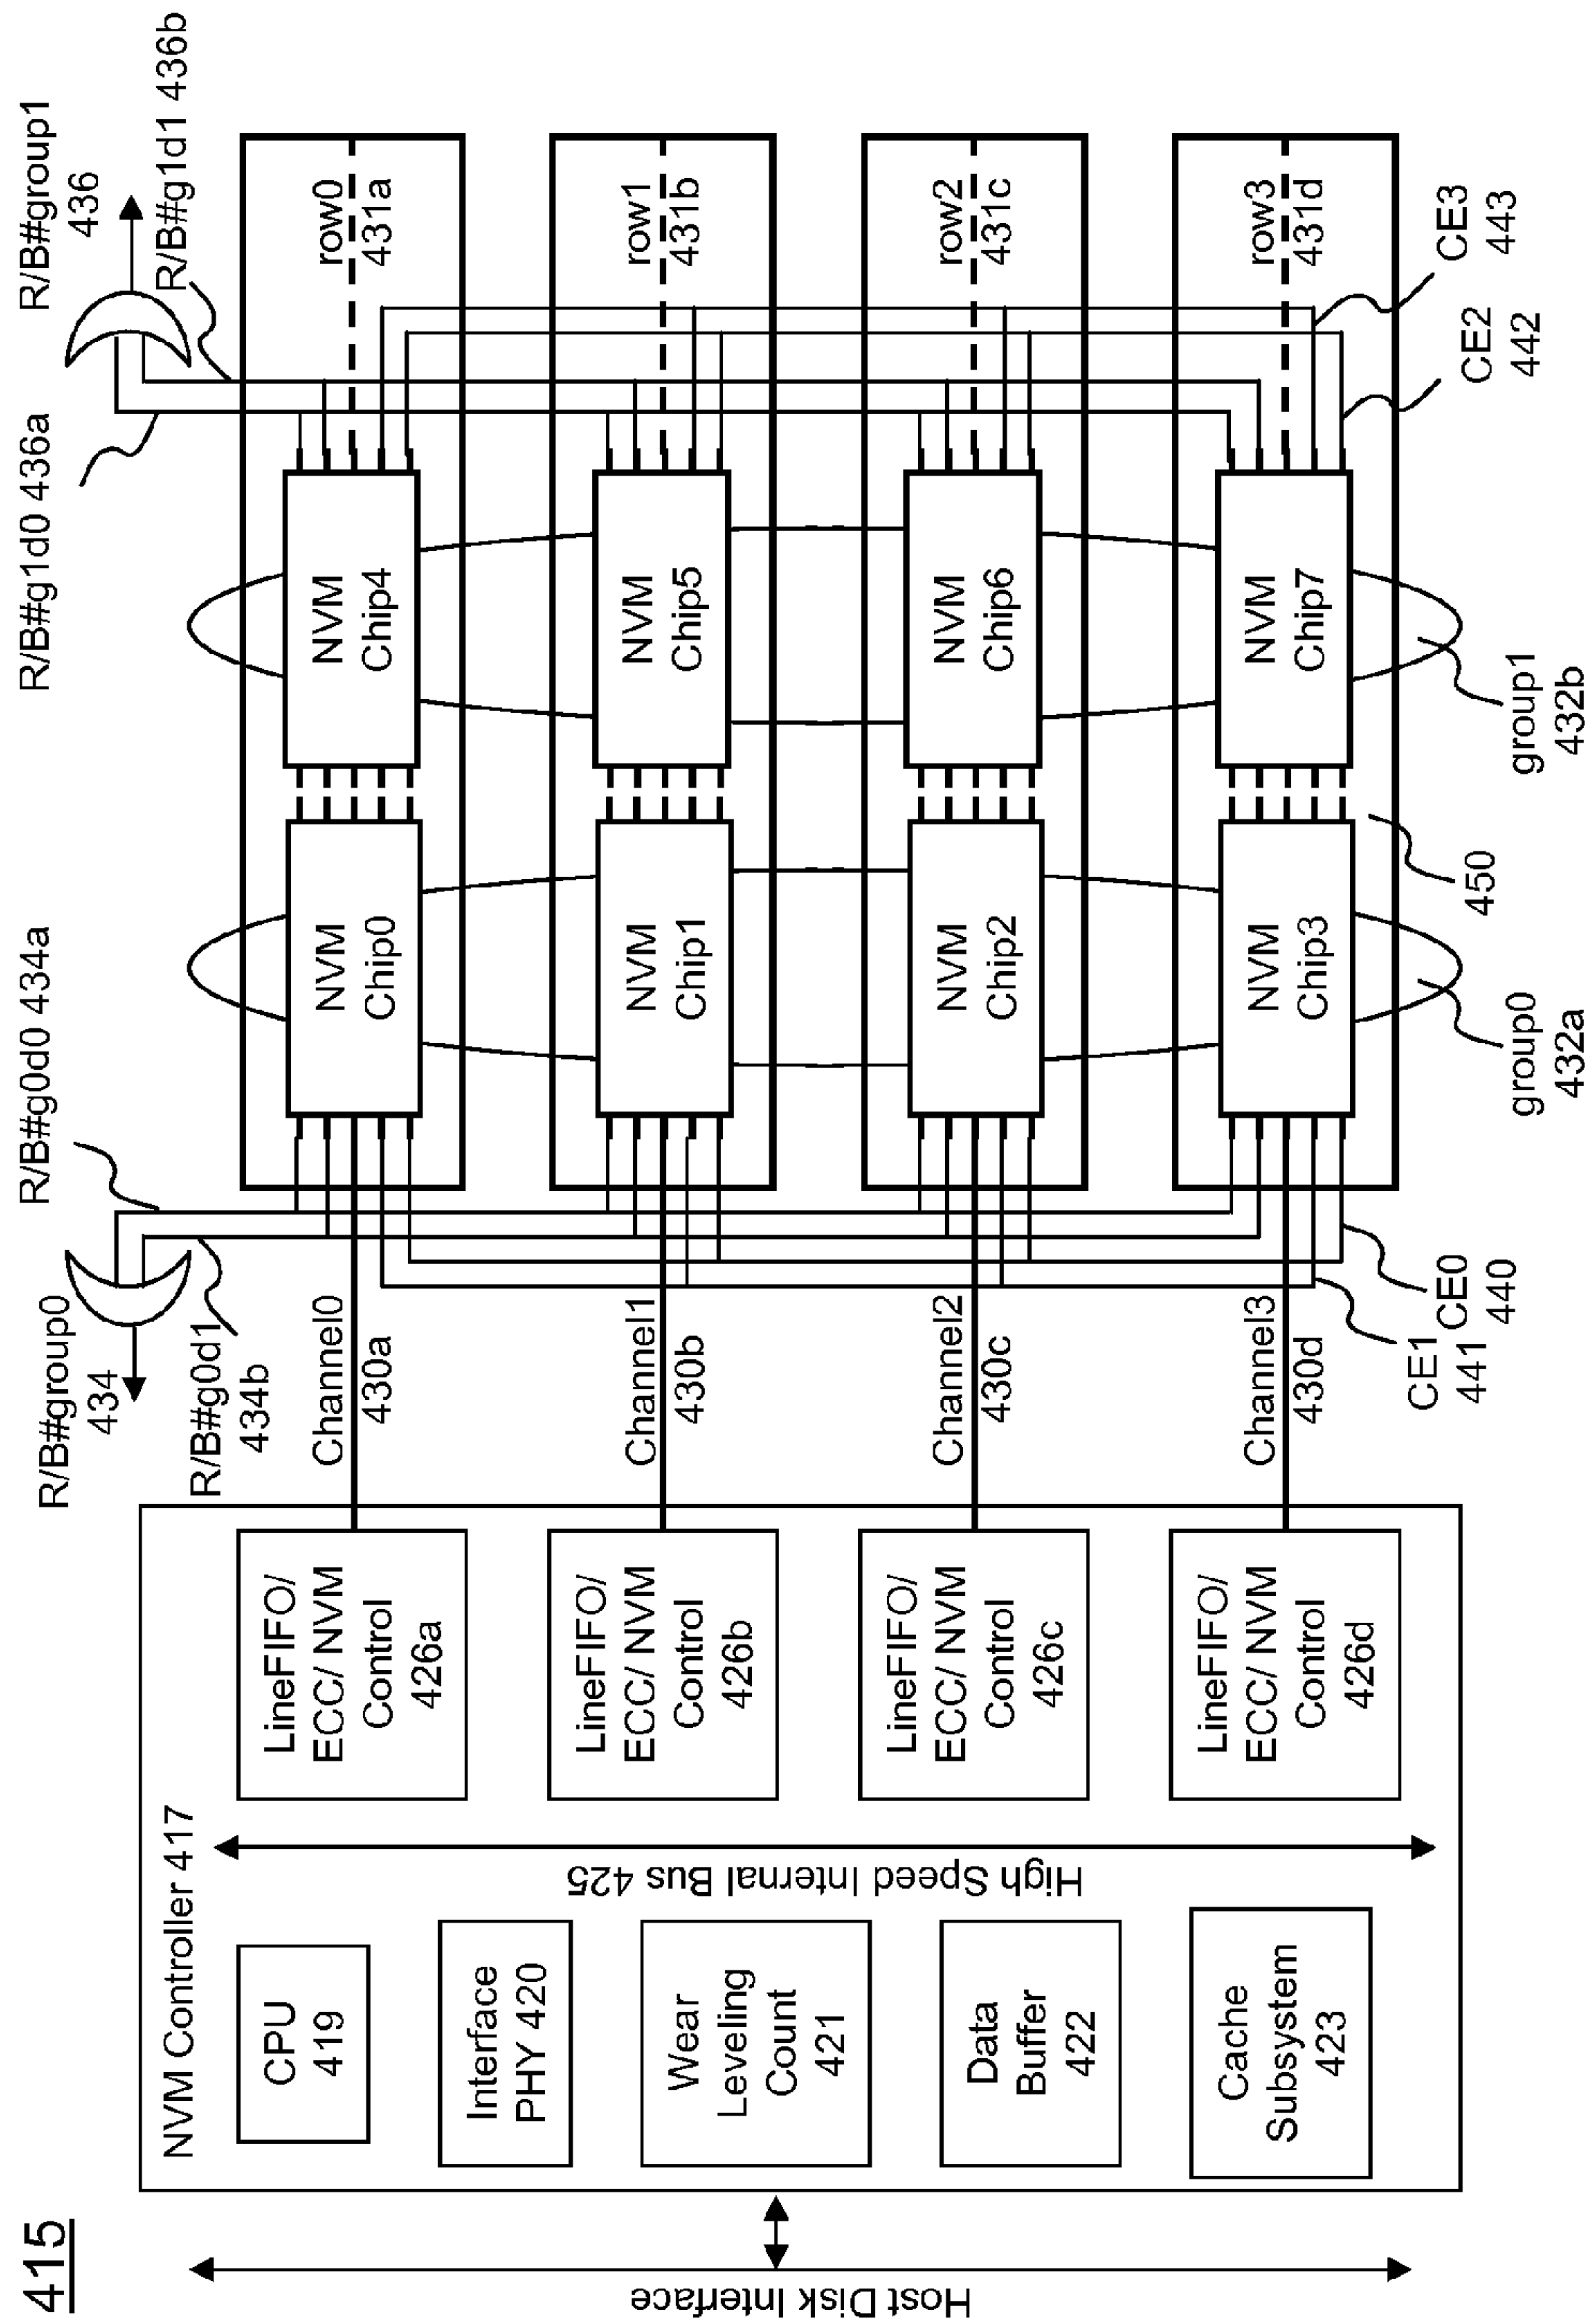 415
Host Disk Interface
NVM Controller 417
CPU
419
Interface
PHY 420
Wear
Leveling
Count
421
Data
Buffer
422
Cache
Subsystem
423
High Speed Internal Bus 425
LineFIFO/
ECC/ NVM
Control
426a
LineFIFO/
ECC/ NVM
Control
426b
LineFIFO/
ECC/ NVM
Control
426c
LineFIFO/
ECC/ NVM
Control
426d
R/B#group0
434
R/B#g0d1
434b
R/B#g0d0 434a
Channel0
430a
Channel1
430b
Channel2
430c
Channel3
430d
CE1
441
CE0
440
NVM
Chip0
NVM
Chip1
NVM
Chip2
NVM
Chip3
group0
432a
450
R/B#g1d0 436a
R/B#group1
436
R/B#g1d1 436b
NVM
Chip4
NVM
Chip5
NVM
Chip6
NVM
Chip7
group1
432b
row0
431a
row1
431b
row2
431c
row3
431d
CE2
442
CE3
443